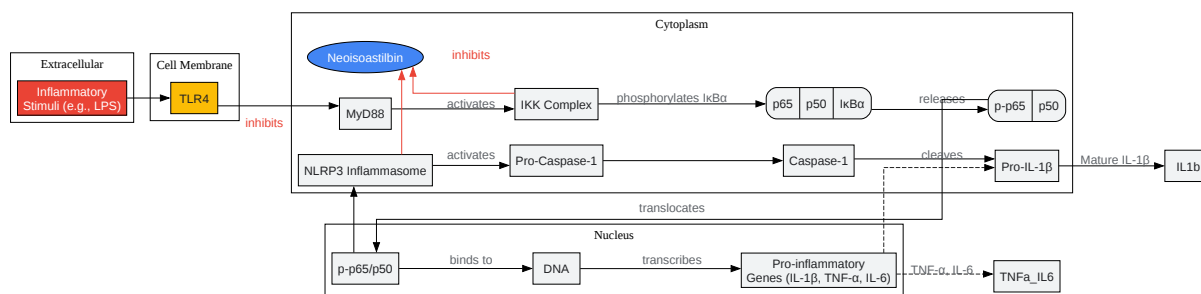 Cytoplasm
Extracellular
Cell Membrane
Neoisoastilbin
inhibits
Inflammatory
Stimuli (e.g., LPS)
TLR4
inhibits
MyD88
activates
IKK Complex
phosphorylates IκBα
p65
p50
IκBα
releases
p-p65
p50
NLRP3 Inflammasome
activates
Pro-Caspase-1
Caspase-1
cleaves
Pro-IL-1β
Mature IL-1β
IL1b
translocates
Nucleus
p-p65/p50
binds to
DNA
transcribes
Pro-inflammatory
Genes (IL-1β, TNF-α, IL-6)
TNF-α, IL-6
TNFa_IL6